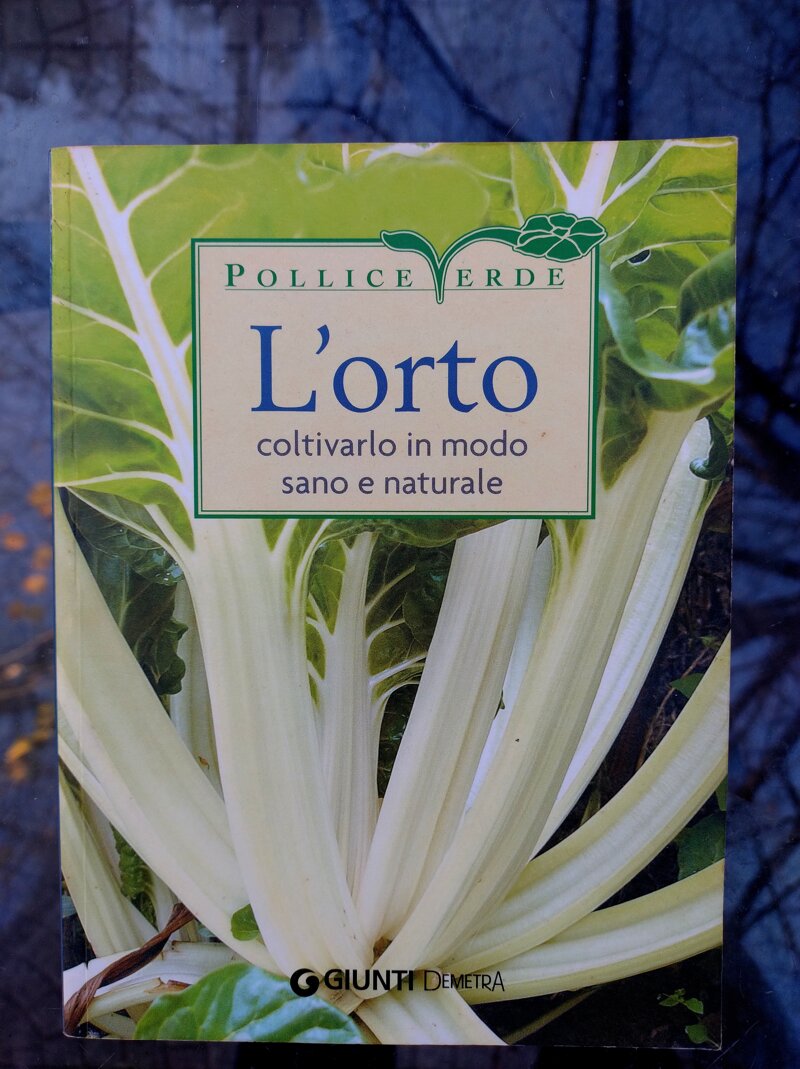 POLLICE VERDE
L'orto
coltivarlo in modo
sano e naturale
GIUNTI DEMETRA